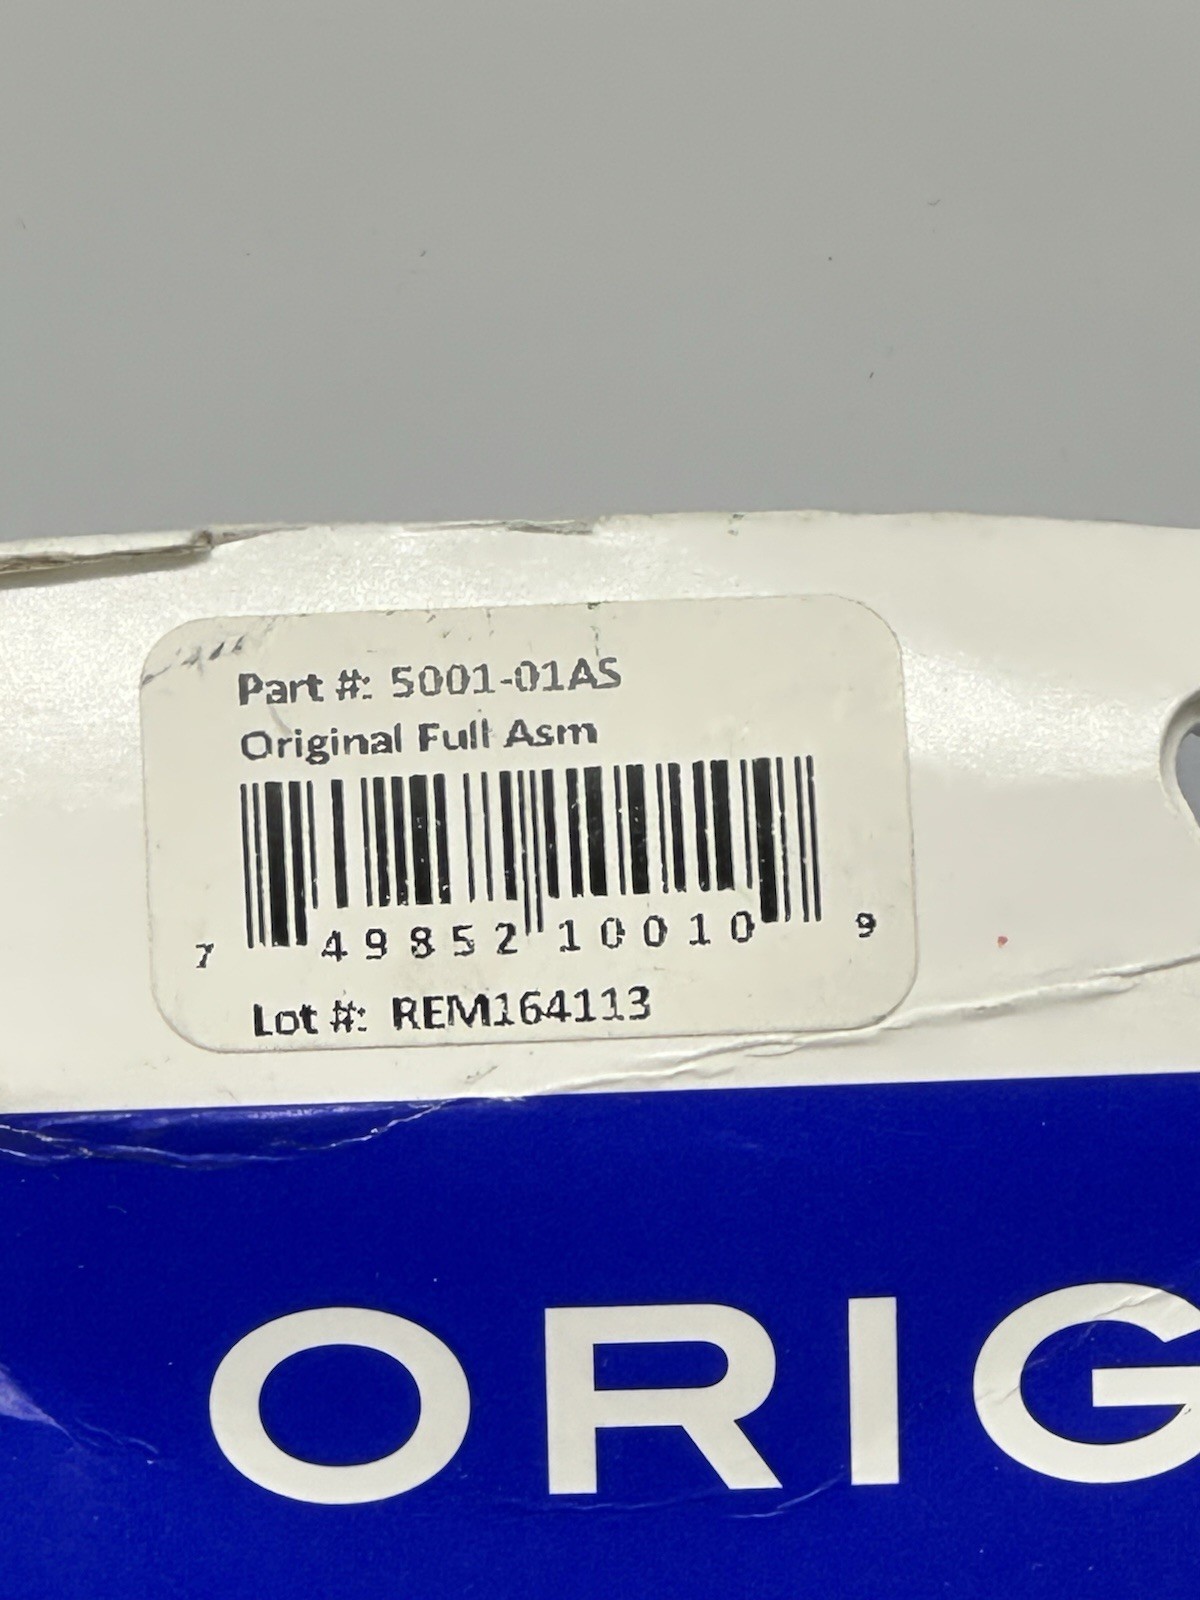 Part #: 5001-01AS
Original Full Asm
7 49852 10010 9
Lot #: REM164113
ORIG